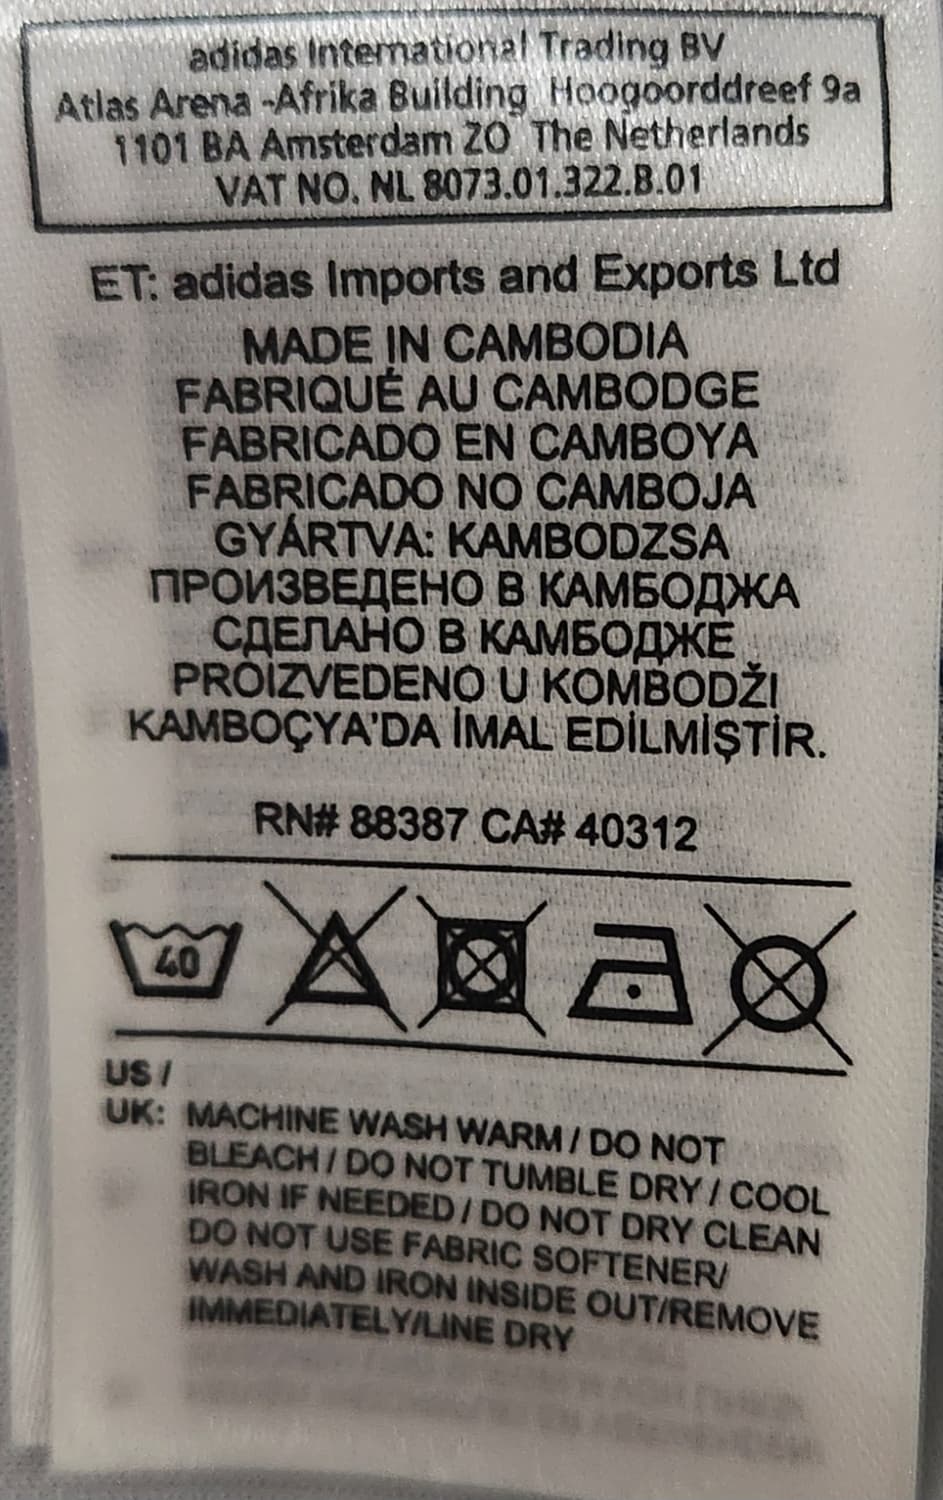 adidas International Trading BV
Atlas Arena -Afrika Building Hoogoorddreef 9a
1101 BA Amsterdam ZO The Netherlands
VAT NO. NL 8073.01.322.B.01
ET: adidas Imports and Exports Ltd
MADE IN CAMBODIA
FABRIQUÉ AU CAMBODGE
FABRICADO EN CAMBOYA
FABRICADO NO CAMBOJA
GYÁRTVA: KAMBODZSA
ПРОИЗВЕДЕНО В КАМБОДЖА
СДЕЛАНО В КАМБОДЖЕ
PROIZVEDENO U KOMBODŽI
KAMBOÇYA'DA İMAL EDİLMİŞTİR.
RN# 88387 CA# 40312
40
US /
UK: MACHINE WASH WARM / DO NOT
BLEACH / DO NOT TUMBLE DRY / COOL
IRON IF NEEDED / DO NOT DRY CLEAN
DO NOT USE FABRIC SOFTENER/
WASH AND IRON INSIDE OUT/REMOVE
IMMEDIATELY/LINE DRY